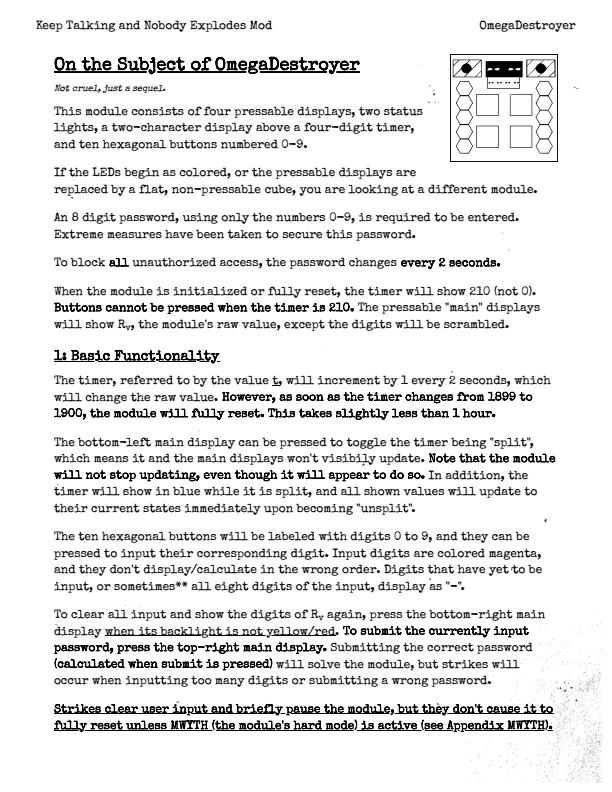 Keep Talking and Nobody Explodes Mod OmegaDestroyer
On the Subject of OmegaDestroyer
Not cruel, just a sequel.
This module consists of four pressable displays, two status
lights, a two-character display above a four-digit timer,
and ten hexagonal buttons numbered 0-9.
If the LEDs begin as colored, or the pressable displays are
replaced by a flat, non-pressable cube, you are looking at a different module.
An 8 digit password, using only the numbers 0-9, is required to be entered.
Extreme measures have been taken to secure this password.
To block all unauthorized access, the password changes every 2 seconds.
When the module is initialized or fully reset, the timer will show 210 (not 0).
Buttons cannot be pressed when the timer is 210. The pressable "main" displays
will show Rv, the module's raw value, except the digits will be scrambled.
1: Basic Functionality
The timer, referred to by the value t, will increment by 1 every 2 seconds, which
will change the raw value. However, as soon as the timer changes from 1899 to
1900, the module will fully reset. This takes slightly less than 1 hour.
The bottom-left main display can be pressed to toggle the timer being "split",
which means it and the main displays won't visibily update. Note that the module
will not stop updating, even though it will appear to do so. In addition, the
timer will show in blue while it is split, and all shown values will update to
their current states immediately upon becoming "unsplit".
The ten hexagonal buttons will be labeled with digits 0 to 9, and they can be
pressed to input their corresponding digit. Input digits are colored magenta,
and they don't display/calculate in the wrong order. Digits that have yet to be
input, or sometimes** all eight digits of the input, display as "-".
To clear all input and show the digits of Rv again, press the bottom-right main
display when its backlight is not yellow/red. To submit the currently input
password, press the top-right main display. Submitting the correct password
(calculated when submit is pressed) will solve the module, but strikes will
occur when inputting too many digits or submitting a wrong password.
Strikes clear user input and briefly pause the module, but they don't cause it to
fully reset unless MWYTH (the module's hard mode) is active (see Appendix MWYTH).